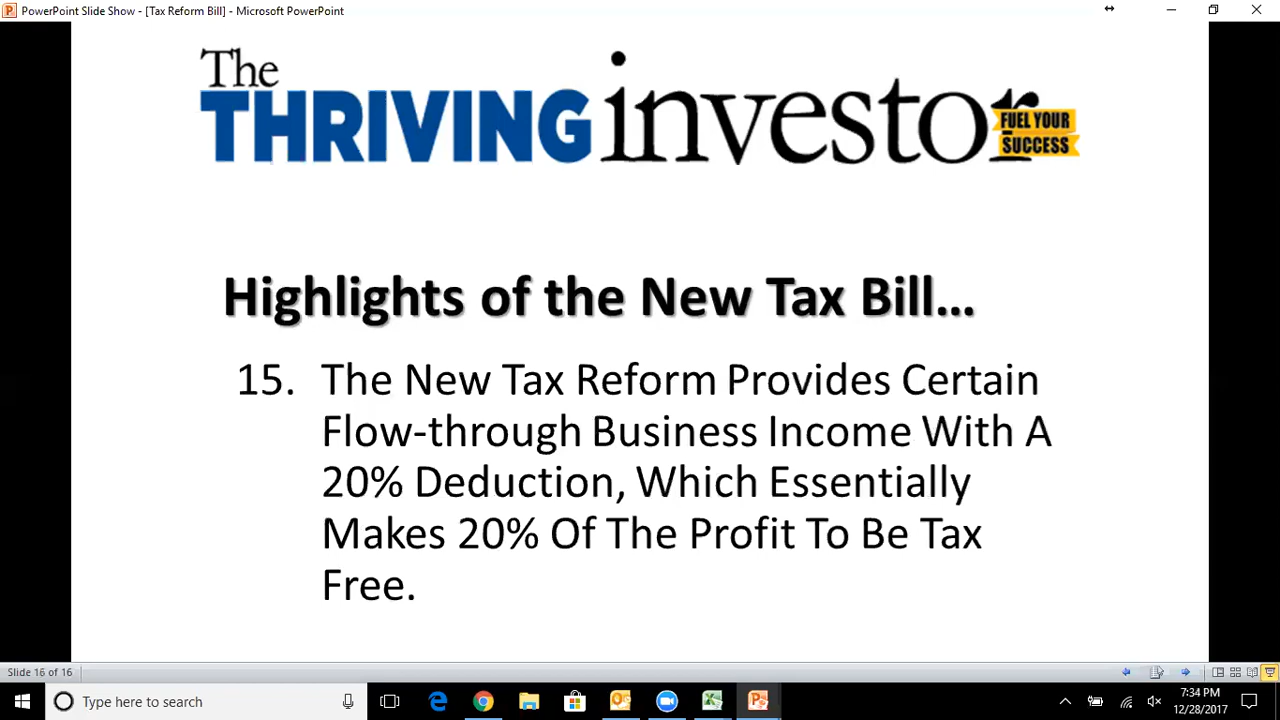 PowerPoint Slide Show - [Tax Reform Bill] - Microsoft PowerPoint
The
THRIVING investor
FUEL YOUR
SUCCESS
Highlights of the New Tax Bill...
15. The New Tax Reform Provides Certain
Flow-through Business Income With A
20% Deduction, Which Essentially
Makes 20% Of The Profit To Be Tax
Free.
Slide 16 of 16
Type here to search
7:34 PM
12/28/2017